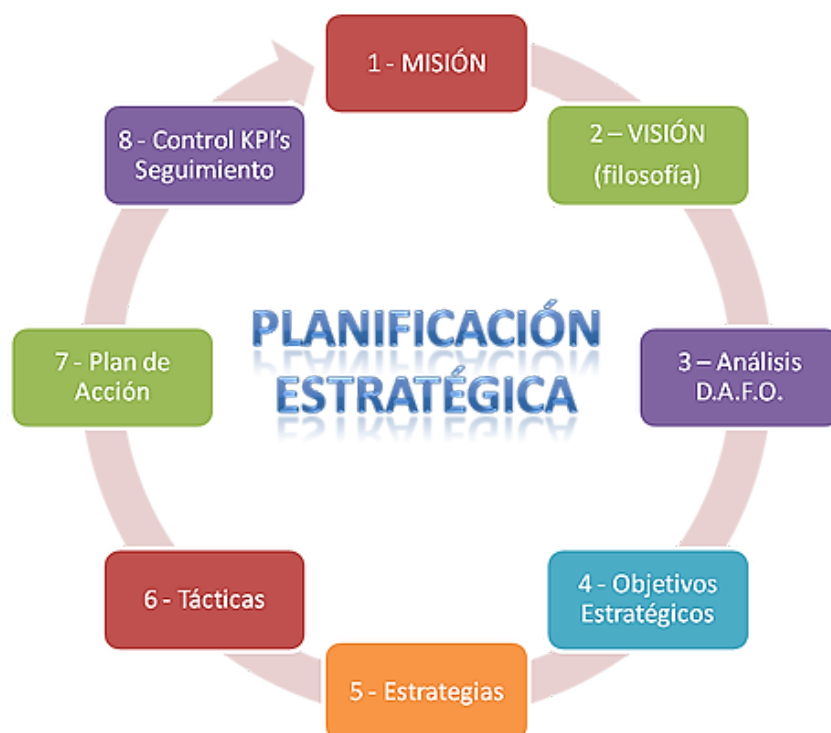 1 - MISIÓN
2 – VISIÓN
(filosofía)
3 – Análisis
D.A.F.O.
4 - Objetivos
Estratégicos
5 - Estrategias
6 - Tácticas
7 - Plan de
Acción
8 - Control KPI's
Seguimiento
PLANIFICACIÓN
ESTRATÉGICA